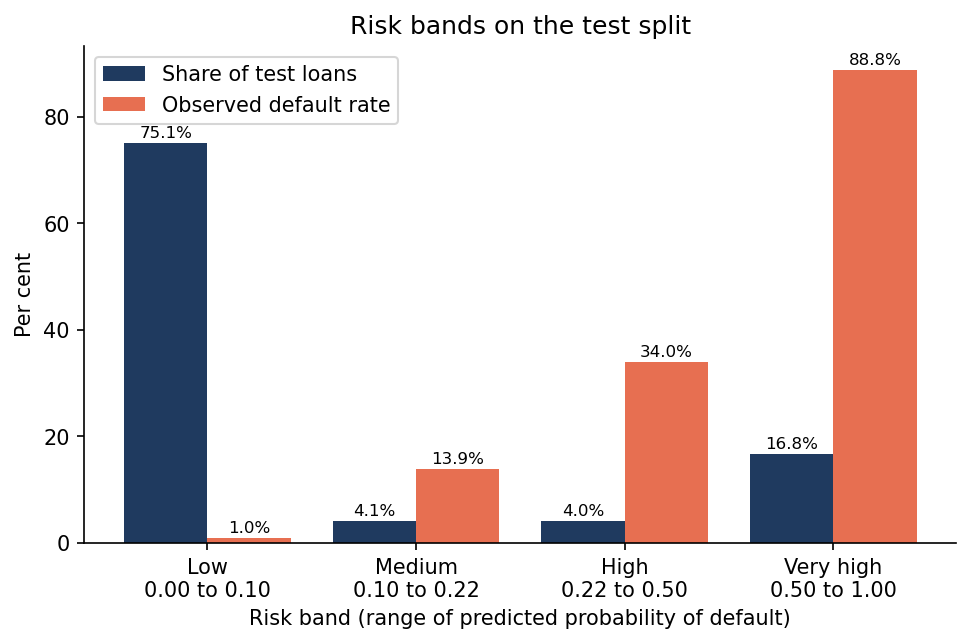 Risk bands on the test split
Share of test loans
Observed default rate
Per cent
80
60
40
20
0
75.1%
1.0%
4.1%
13.9%
4.0%
34.0%
16.8%
88.8%
Low
0.00 to 0.10
Medium
0.10 to 0.22
High
0.22 to 0.50
Very high
0.50 to 1.00
Risk band (range of predicted probability of default)